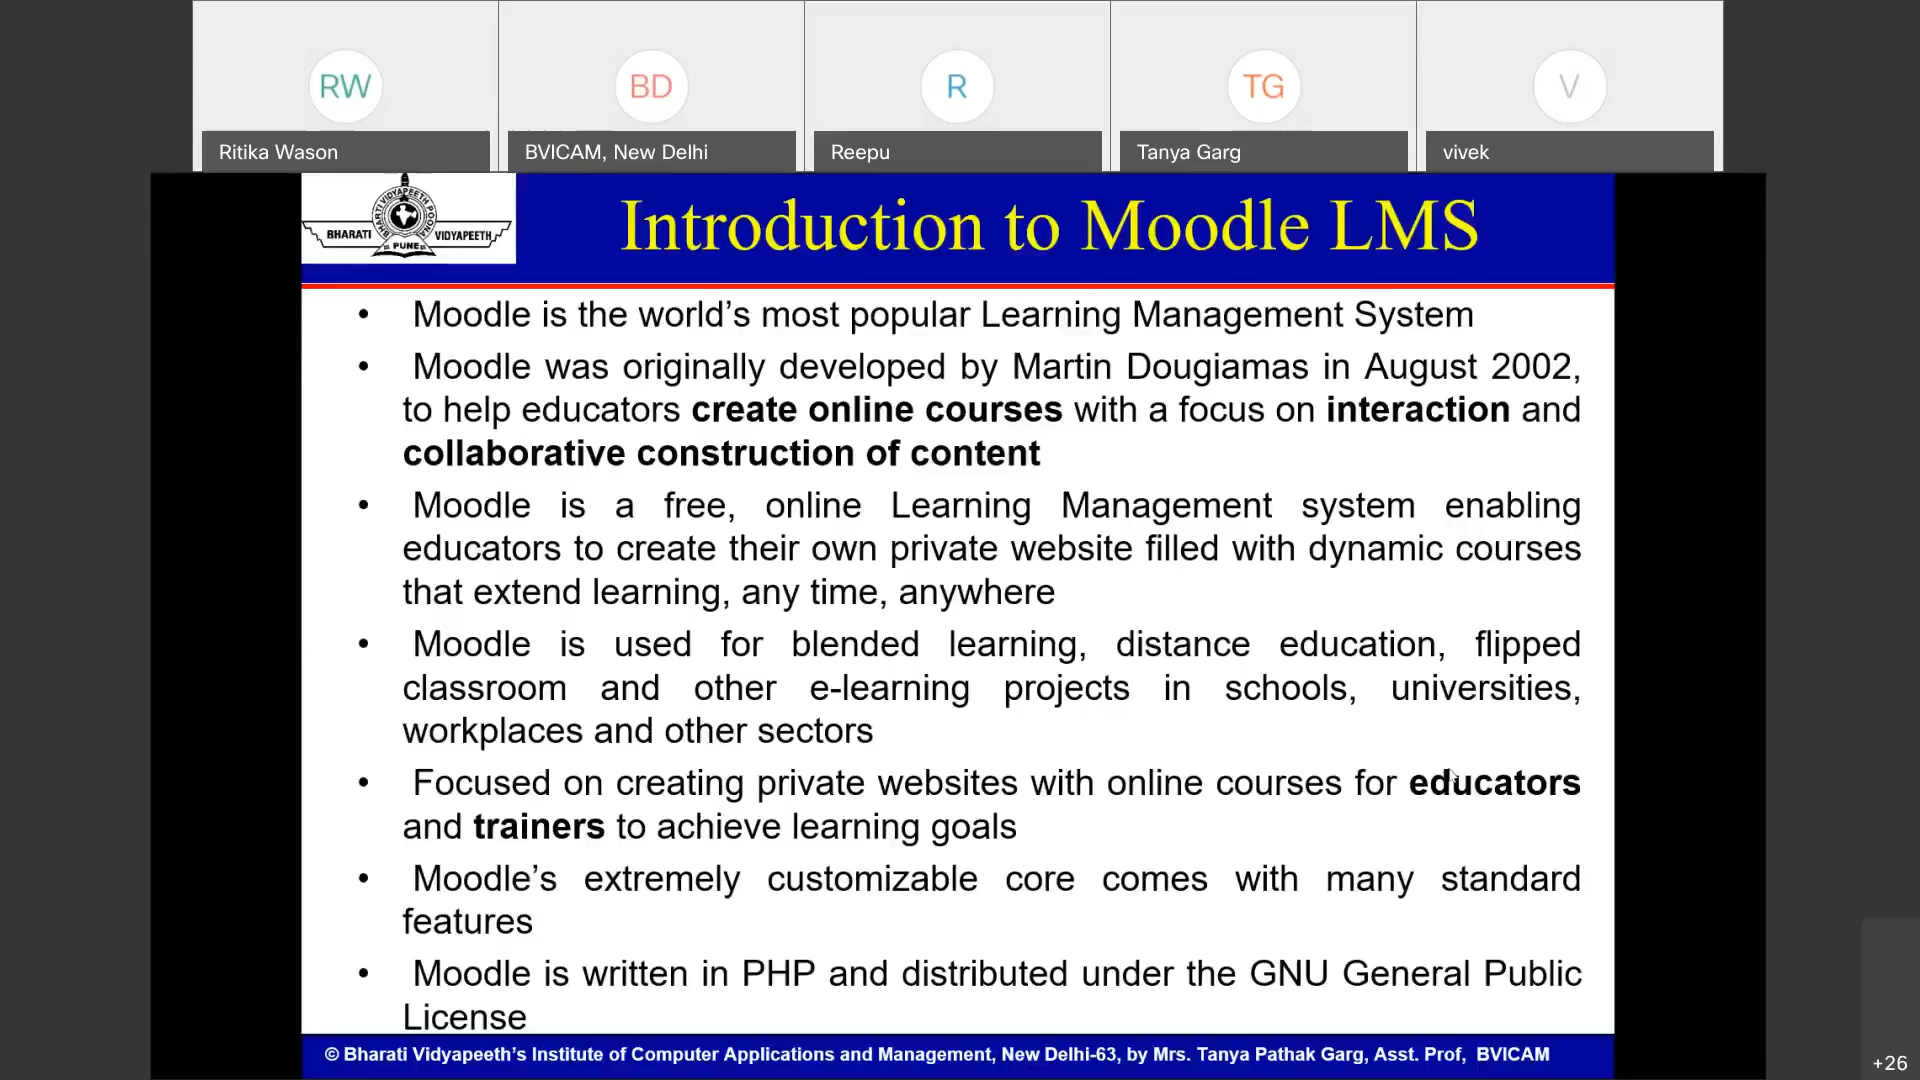 RW BD R TG V
Ritika Wason BVICAM, New Delhi Reepu Tanya Garg vivek
BHARATI VIDYAPEETH POONA
BHARATI VIDYAPEETH
PUNE
Introduction to Moodle LMS
• Moodle is the world’s most popular Learning Management System
• Moodle was originally developed by Martin Dougiamas in August 2002,
to help educators create online courses with a focus on interaction and
collaborative construction of content
• Moodle is a free, online Learning Management system enabling
educators to create their own private website filled with dynamic courses
that extend learning, any time, anywhere
• Moodle is used for blended learning, distance education, flipped
classroom and other e-learning projects in schools, universities,
workplaces and other sectors
• Focused on creating private websites with online courses for educators
and trainers to achieve learning goals
• Moodle’s extremely customizable core comes with many standard
features
• Moodle is written in PHP and distributed under the GNU General Public
License
© Bharati Vidyapeeth’s Institute of Computer Applications and Management, New Delhi-63, by Mrs. Tanya Pathak Garg, Asst. Prof, BVICAM
+26